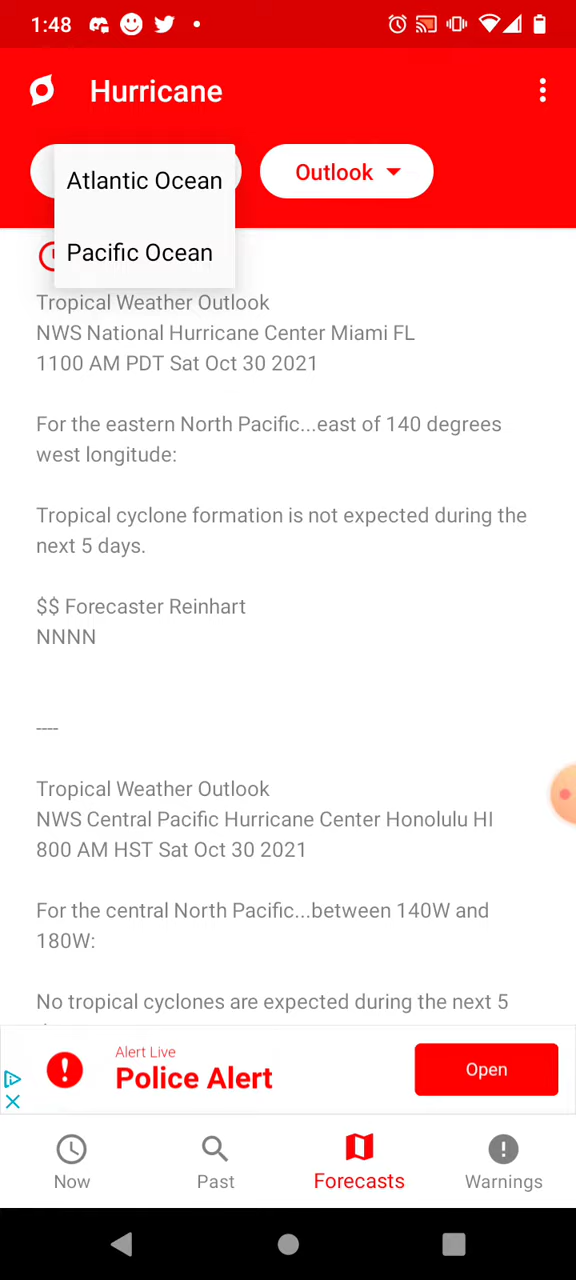 1:48
Hurricane
Atlantic Ocean
Outlook
Pacific Ocean
Tropical Weather Outlook
NWS National Hurricane Center Miami FL
1100 AM PDT Sat Oct 30 2021
For the eastern North Pacific...east of 140 degrees
west longitude:
Tropical cyclone formation is not expected during the
next 5 days.
$$ Forecaster Reinhart
NNNN
----
Tropical Weather Outlook
NWS Central Pacific Hurricane Center Honolulu HI
800 AM HST Sat Oct 30 2021
For the central North Pacific...between 140W and
180W:
No tropical cyclones are expected during the next 5
Alert Live
Police Alert
Open
Now
Past
Forecasts
Warnings